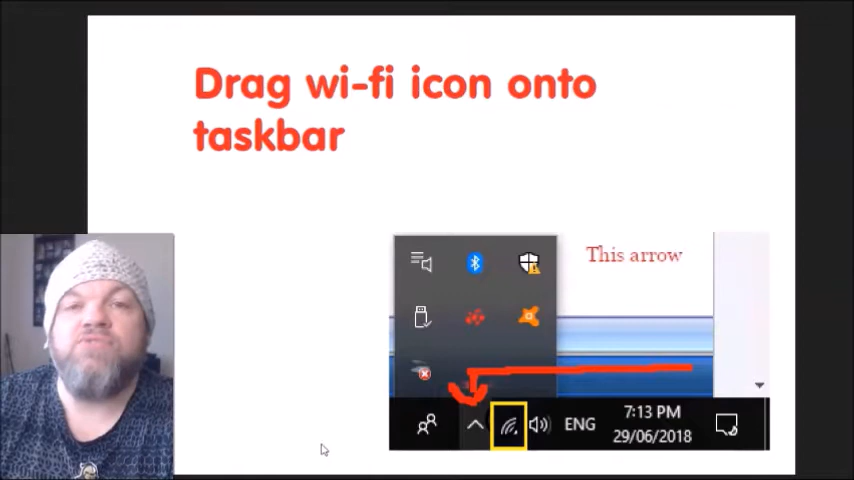 Drag wi-fi icon onto
taskbar
This arrow
ENG
7:13 PM
29/06/2018